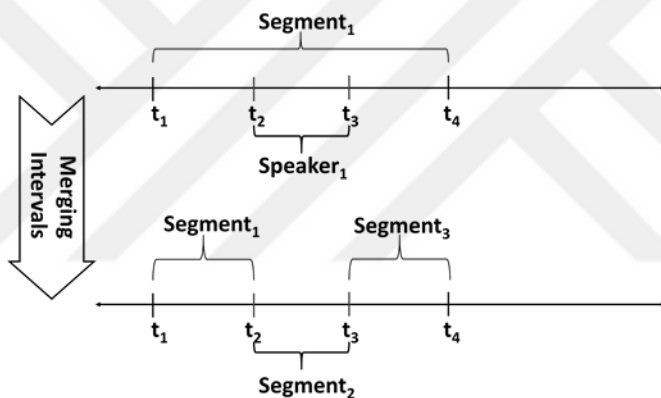 Segment₁
t₁ t₂ t₃ t₄
Speaker₁
Merging
Intervals
Segment₁ Segment₃
t₁ t₂ t₃ t₄
Segment₂